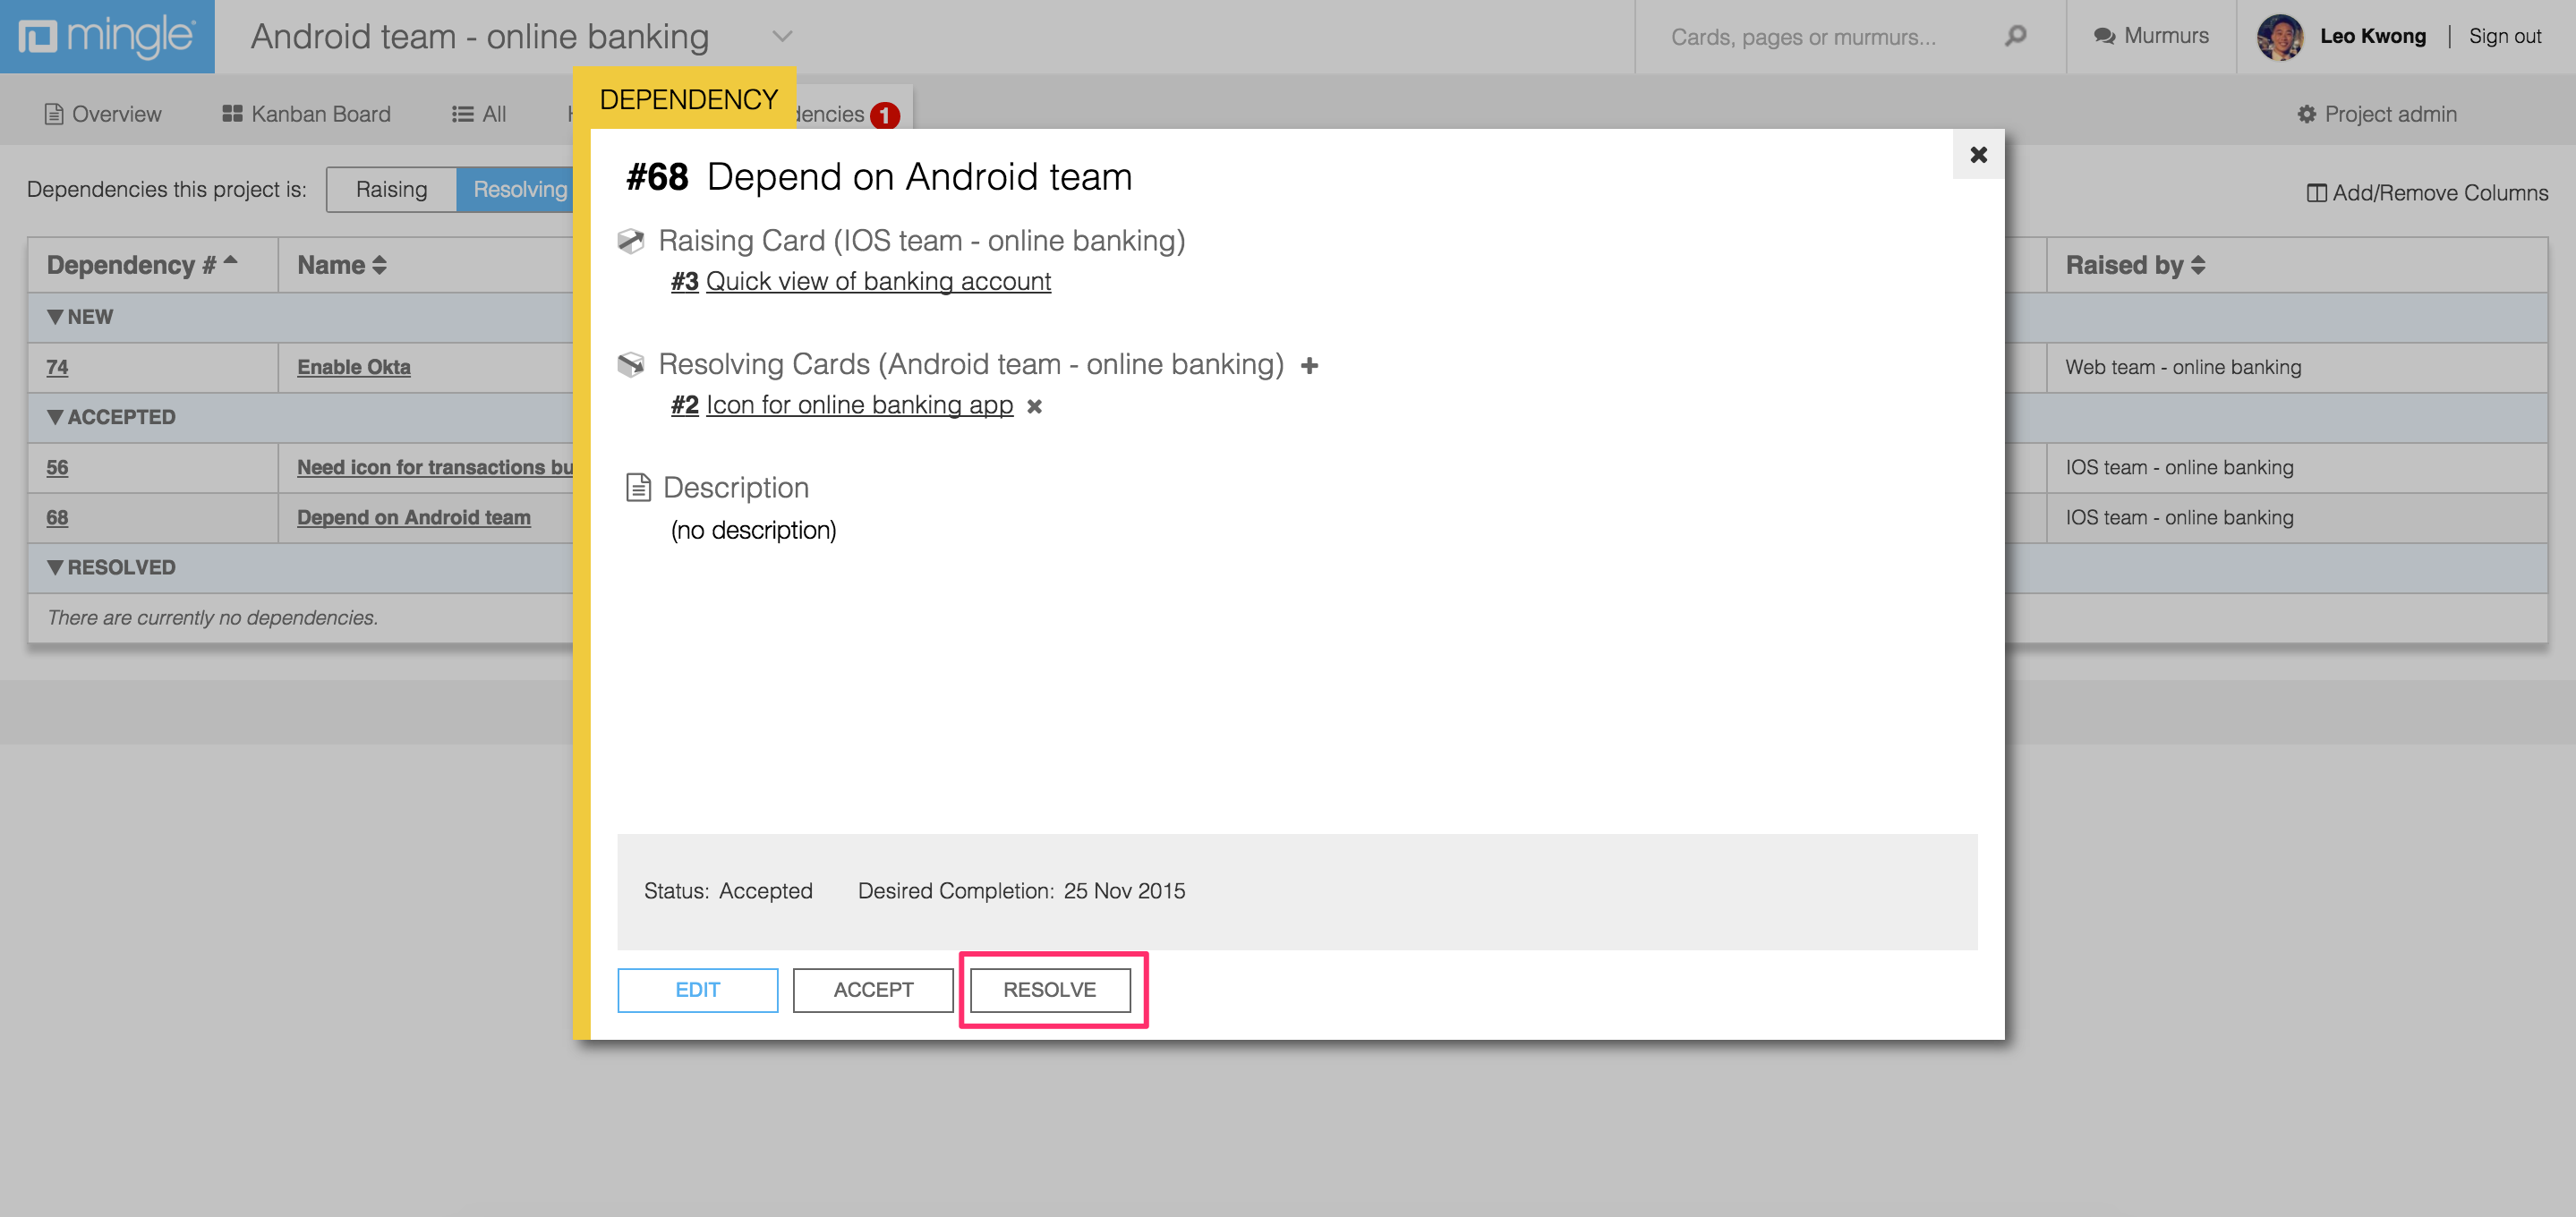 mingle
Android team - online banking
Cards, pages or murmurs...
Murmurs
Leo Kwong | Sign out
Overview
Kanban Board
All
DEPENDENCY
dencies 1
Project admin
Dependencies this project is:
Raising
Resolving
Add/Remove Columns
Dependency #
Name
Raised by
NEW
74
Enable Okta
Web team - online banking
ACCEPTED
56
Need icon for transactions bu
IOS team - online banking
68
Depend on Android team
IOS team - online banking
RESOLVED
There are currently no dependencies.
#68 Depend on Android team
Raising Card (IOS team - online banking)
#3 Quick view of banking account
Resolving Cards (Android team - online banking)
#2 Icon for online banking app
Description
(no description)
Status: Accepted
Desired Completion: 25 Nov 2015
EDIT
ACCEPT
RESOLVE